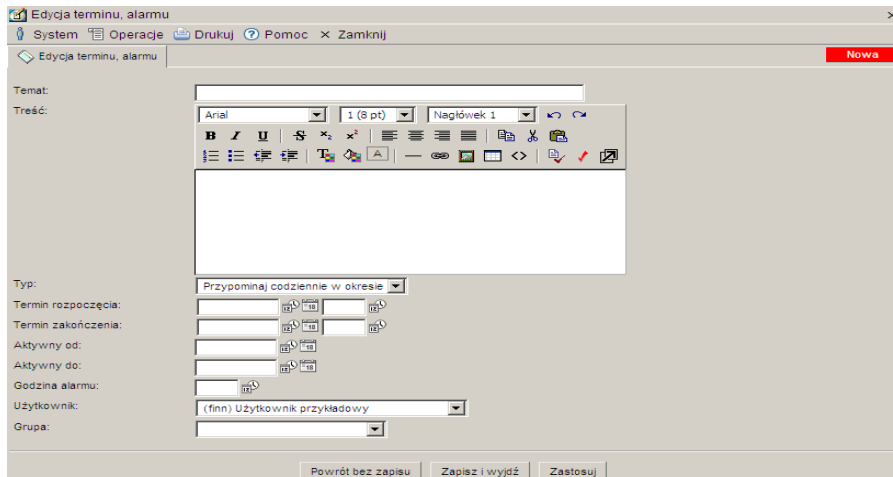 Edycja terminu, alarmu
System Operacje Drukuj Pomoc Zamknij
Edycja terminu, alarmu Nowa
Temat:
Treść: Arial 1 (8 pt) Nagłówek 1
B I U S x₂ x²
T A <>
Typ: Przypominaj codziennie w okresie
Termin rozpoczęcia:
Termin zakończenia:
Aktywny od:
Aktywny do:
Godzina alarmu:
Użytkownik: (finn) Użytkownik przykładowy
Grupa:
Powrót bez zapisu Zapisz i wyjdź Zastosuj